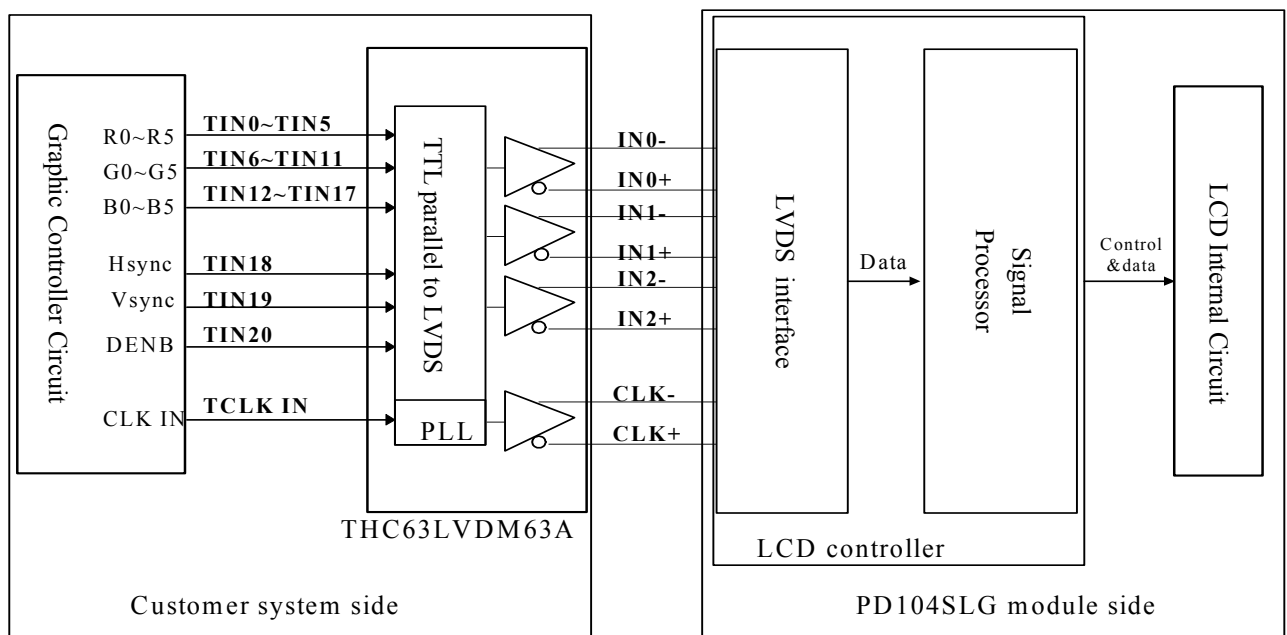 Graphic Controller Circuit
R0~R5
G0~G5
B0~B5
Hsync
Vsync
DENB
CLK IN
TIN0~TIN5
TIN6~TIN11
TIN12~TIN17
TIN18
TIN19
TIN20
TCLK IN
TTL parallel to LVDS
PLL
THC63LVDM63A
Customer system side
IN0-
IN0+
IN1-
IN1+
IN2-
IN2+
CLK-
CLK+
LVDS interface
Data
Signal
Processor
LCD controller
Control
&data
LCD Internal Circuit
PD104SLG module side